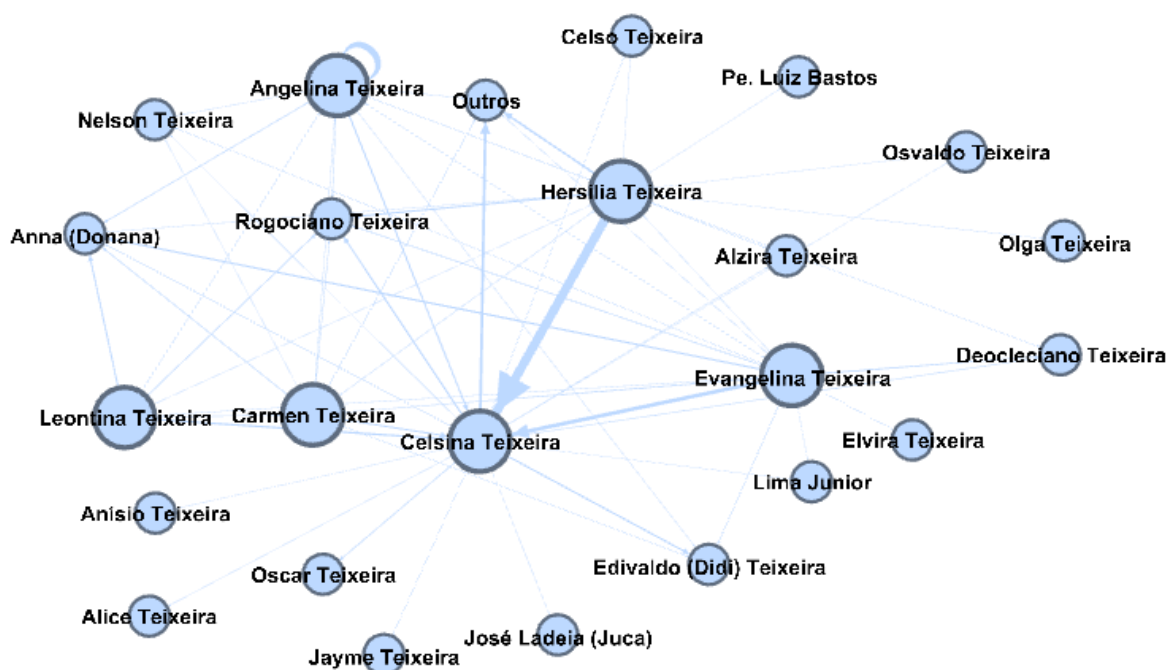 Celso Teixeira
Pe. Luiz Bastos
Angelina Teixeira
Outros
Nelson Teixeira
Osvaldo Teixeira
Hersilia Teixeira
Rogociano Teixeira
Anna (Donana)
Olga Teixeira
Alzira Teixeira
Deocleciano Teixeira
Evangelina Teixeira
Leontina Teixeira
Carmen Teixeira
Celsina Teixeira
Elvira Teixeira
Lima Junior
Anísio Teixeira
Edivaldo (Didi) Teixeira
Oscar Teixeira
Alice Teixeira
José Ladeia (Juca)
Jayme Teixeira